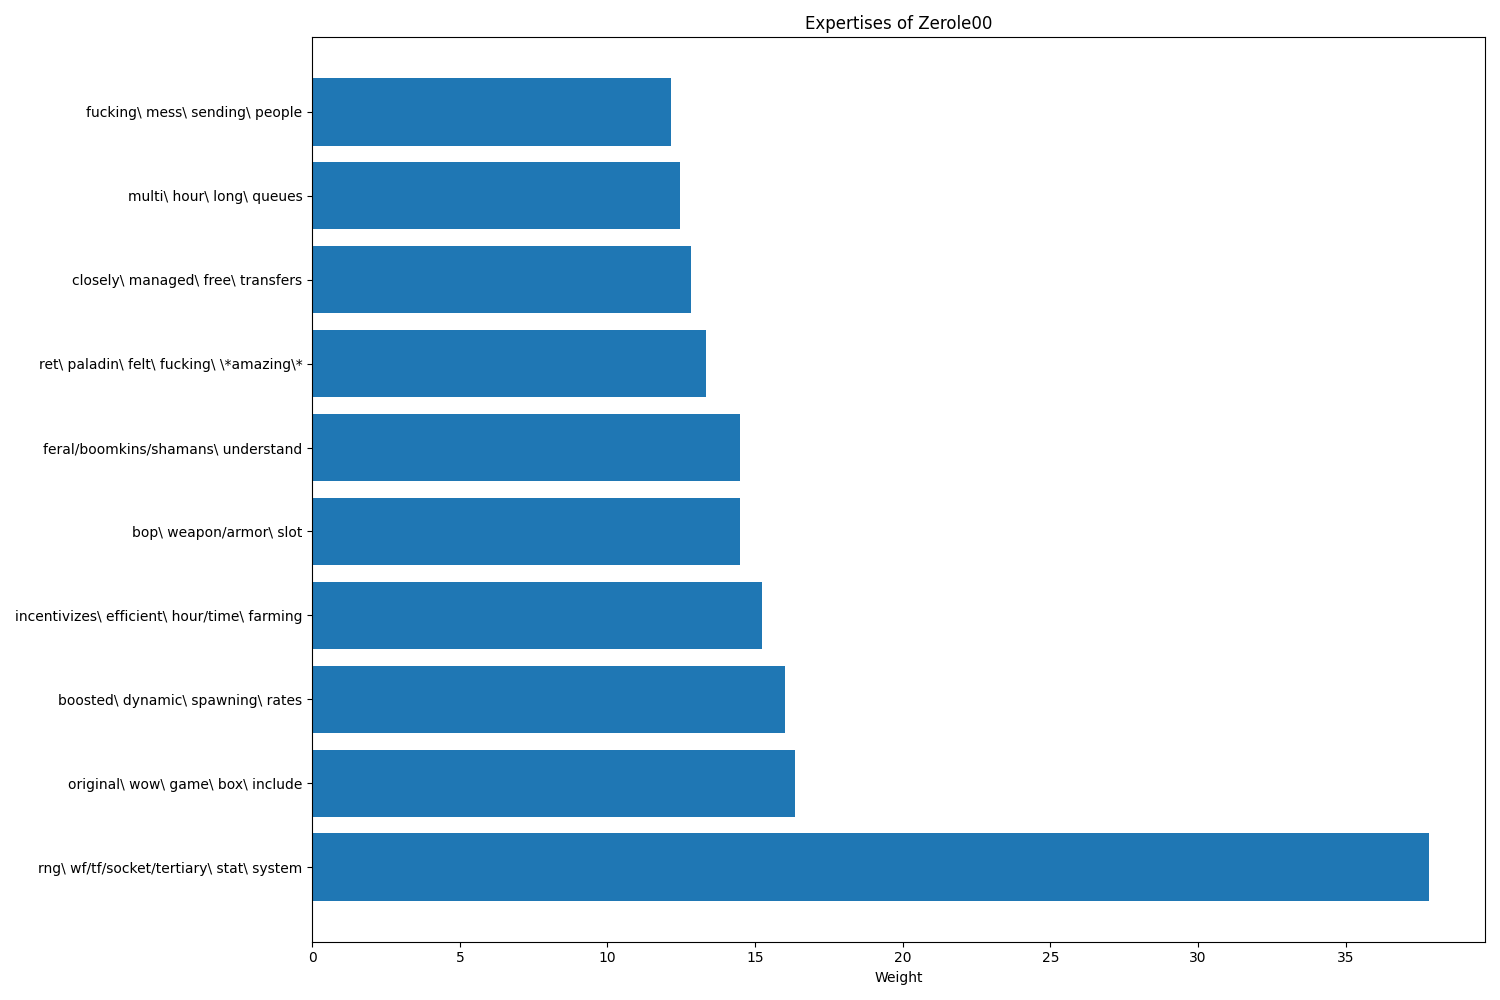 Expertises of Zerole00
fucking\ mess\ sending\ people
multi\ hour\ long\ queues
closely\ managed\ free\ transfers
ret\ paladin\ felt\ fucking\ \*amazing\*
feral/boomkins/shamans\ understand
bop\ weapon/armor\ slot
incentivizes\ efficient\ hour/time\ farming
boosted\ dynamic\ spawning\ rates
original\ wow\ game\ box\ include
rng\ wf/tf/socket/tertiary\ stat\ system
0 5 10 15 20 25 30 35
Weight